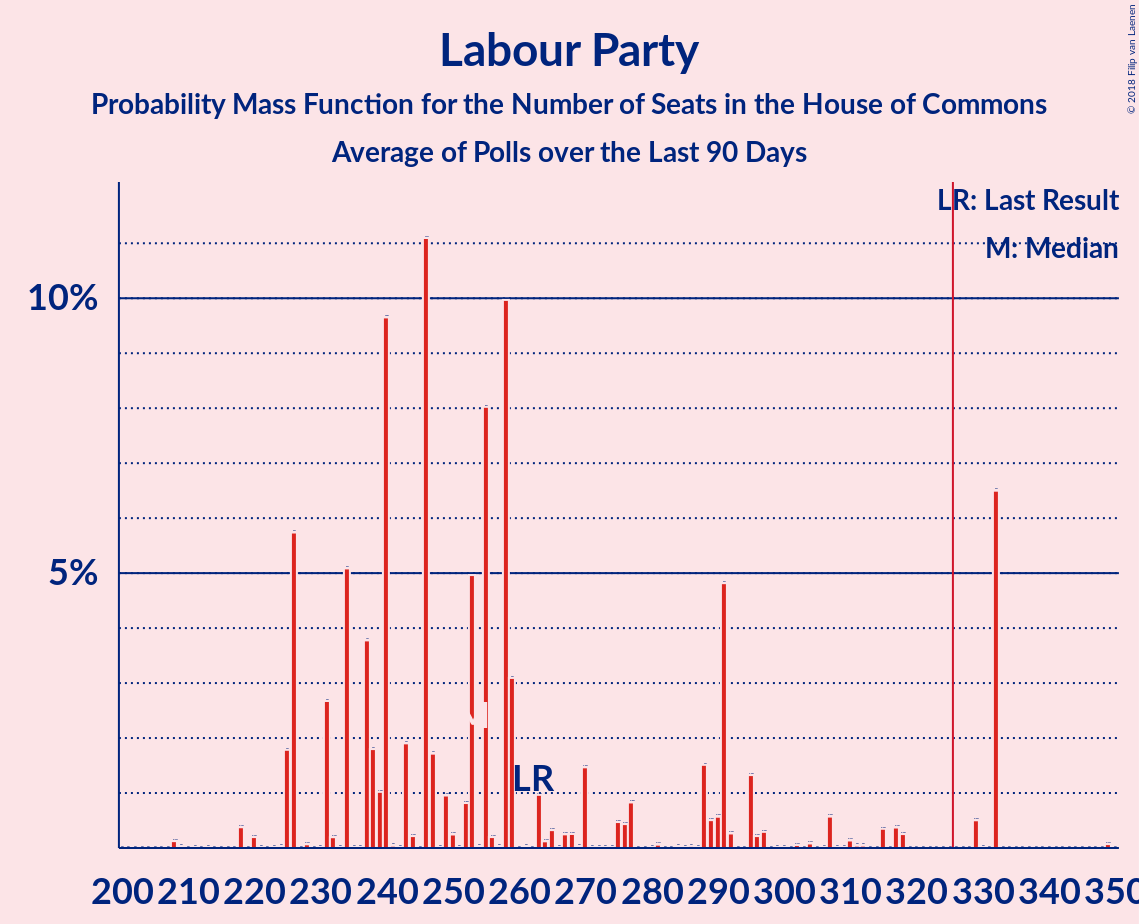 Labour Party
Probability Mass Function for the Number of Seats in the House of Commons
Average of Polls over the Last 90 Days
© 2018 Filip van Laenen
LR: Last Result
M: Median
10%
5%
LR
200 210 220 230 240 250 260 270 280 290 300 310 320 330 340 350